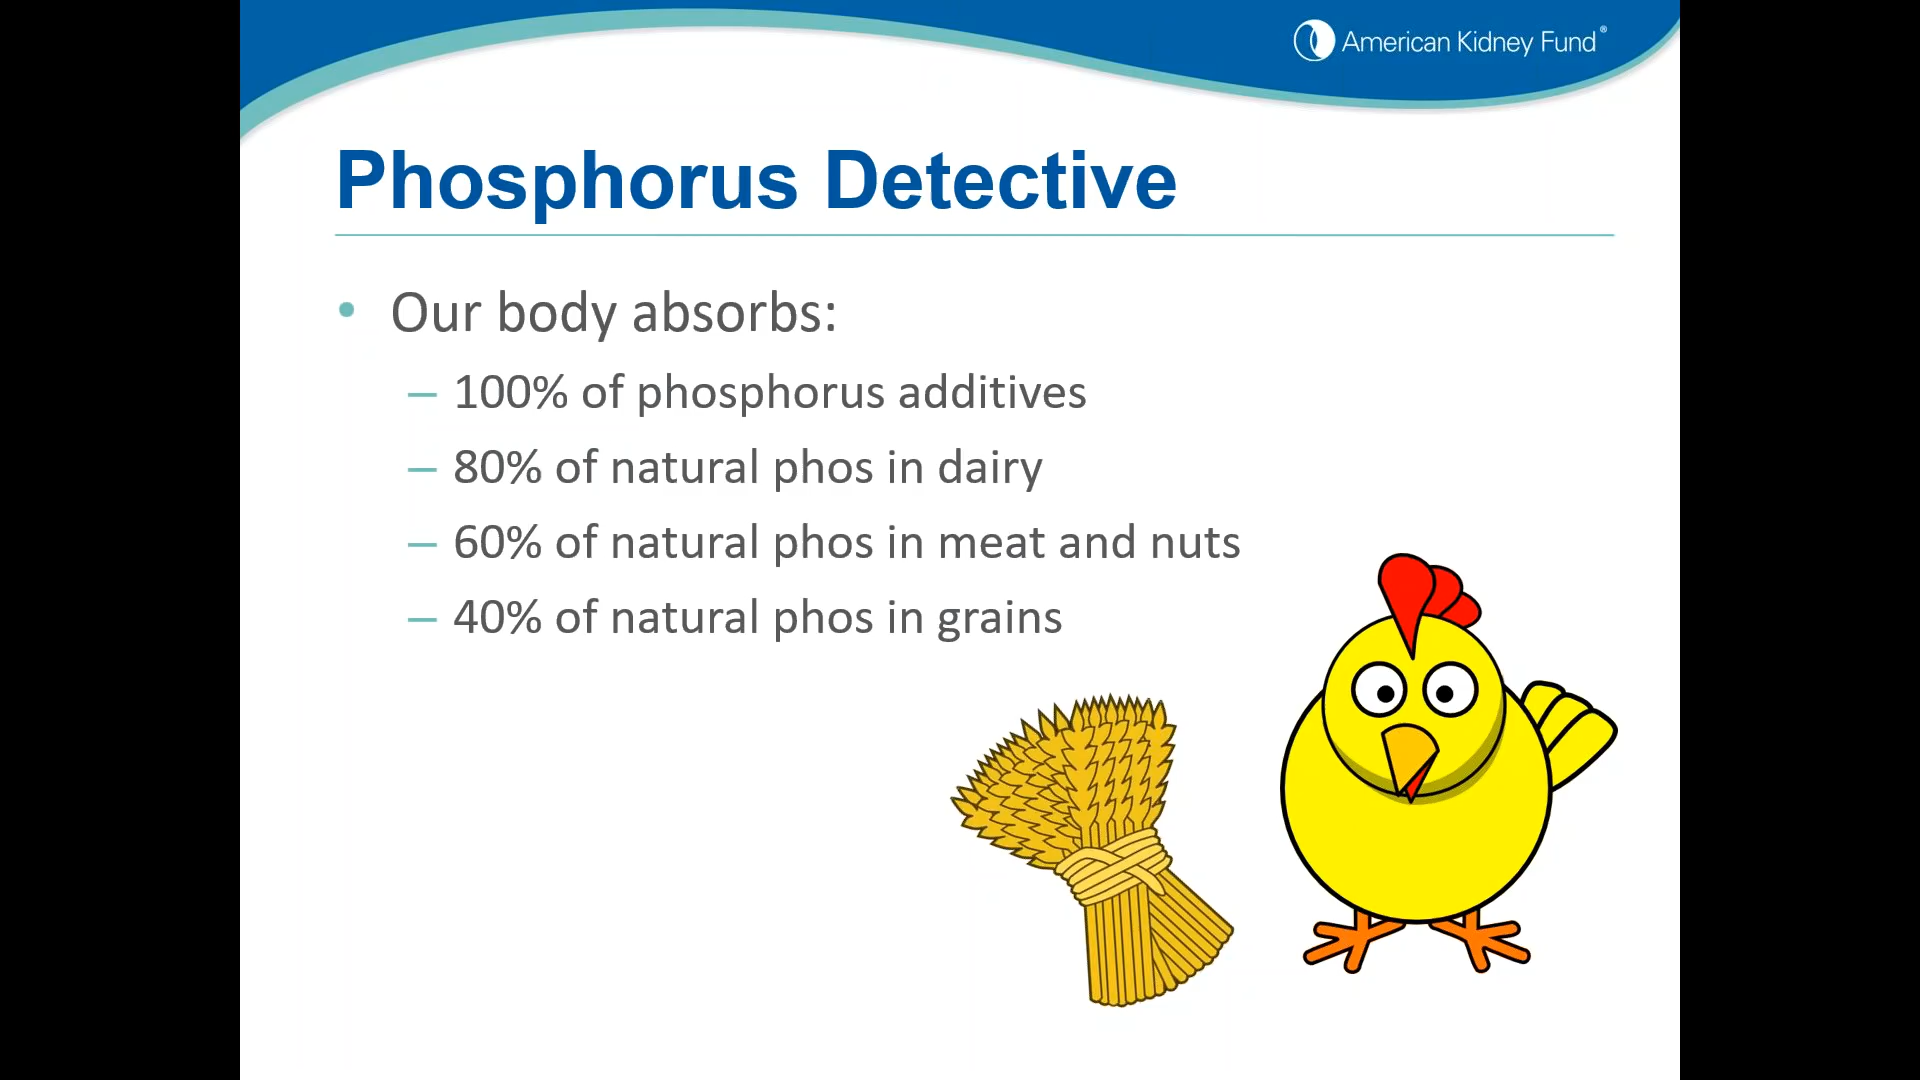 American Kidney Fund®
Phosphorus Detective
• Our body absorbs:
– 100% of phosphorus additives
– 80% of natural phos in dairy
– 60% of natural phos in meat and nuts
– 40% of natural phos in grains